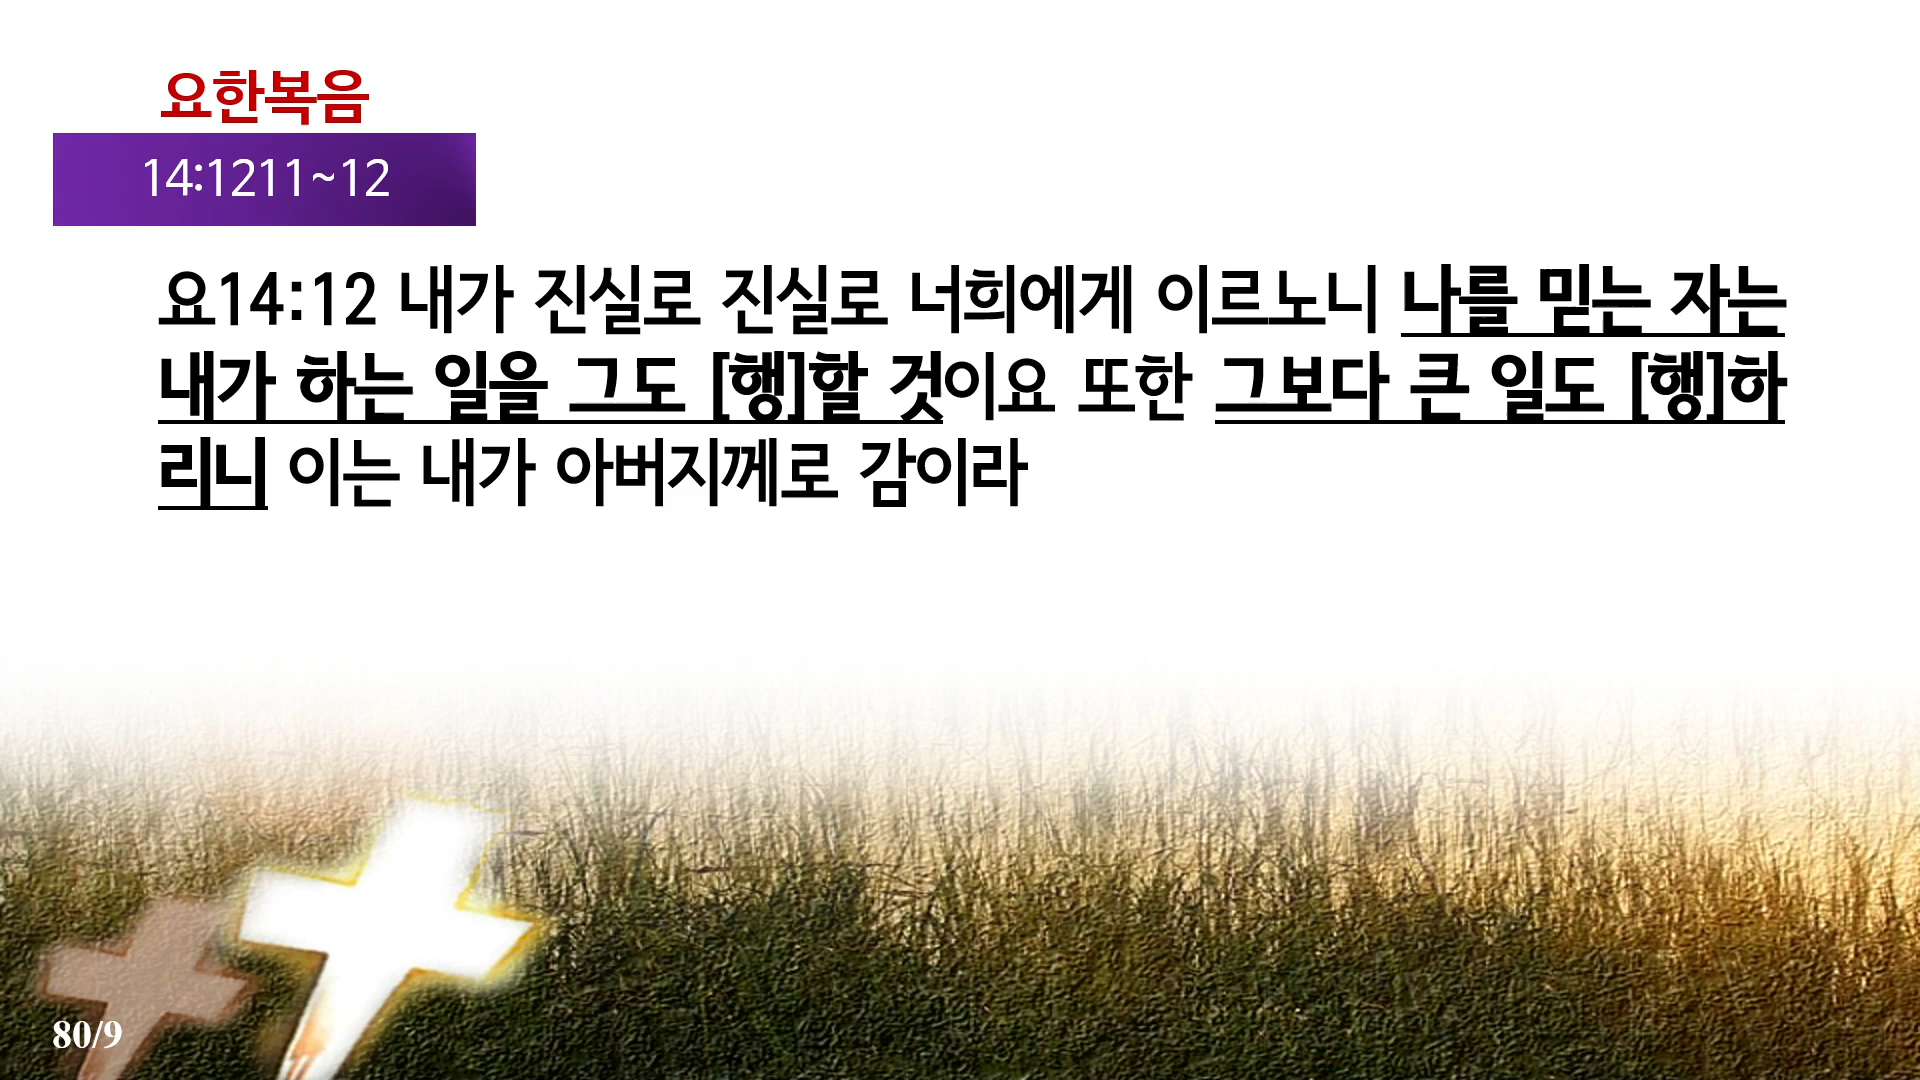 요한복음
14:1211~12
요14:12 내가 진실로 진실로 너희에게 이르노니 나를 믿는 자는
내가 하는 일을 그도 [행]할 것이요 또한 그보다 큰 일도 [행]하
리니 이는 내가 아버지께로 감이라
80/9